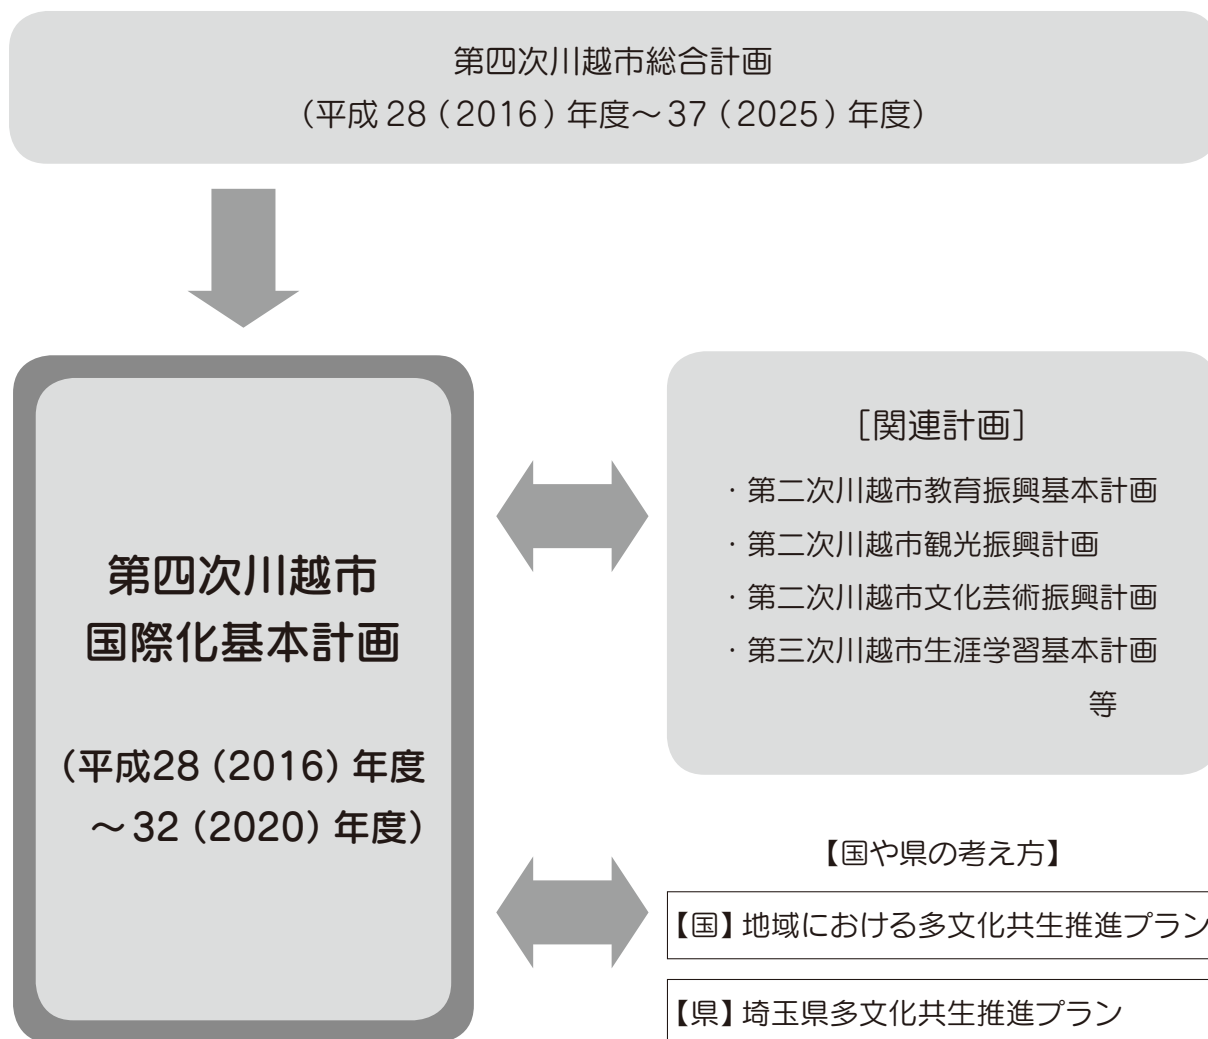 第四次川越市総合計画
（平成 28（2016）年度～37（2025）年度）
第四次川越市
国際化基本計画
（平成28（2016）年度
～32（2020）年度）
［関連計画］
・第二次川越市教育振興基本計画
・第二次川越市観光振興計画
・第二次川越市文化芸術振興計画
・第三次川越市生涯学習基本計画
等
【国や県の考え方】
【国】地域における多文化共生推進プラン
【県】埼玉県多文化共生推進プラン